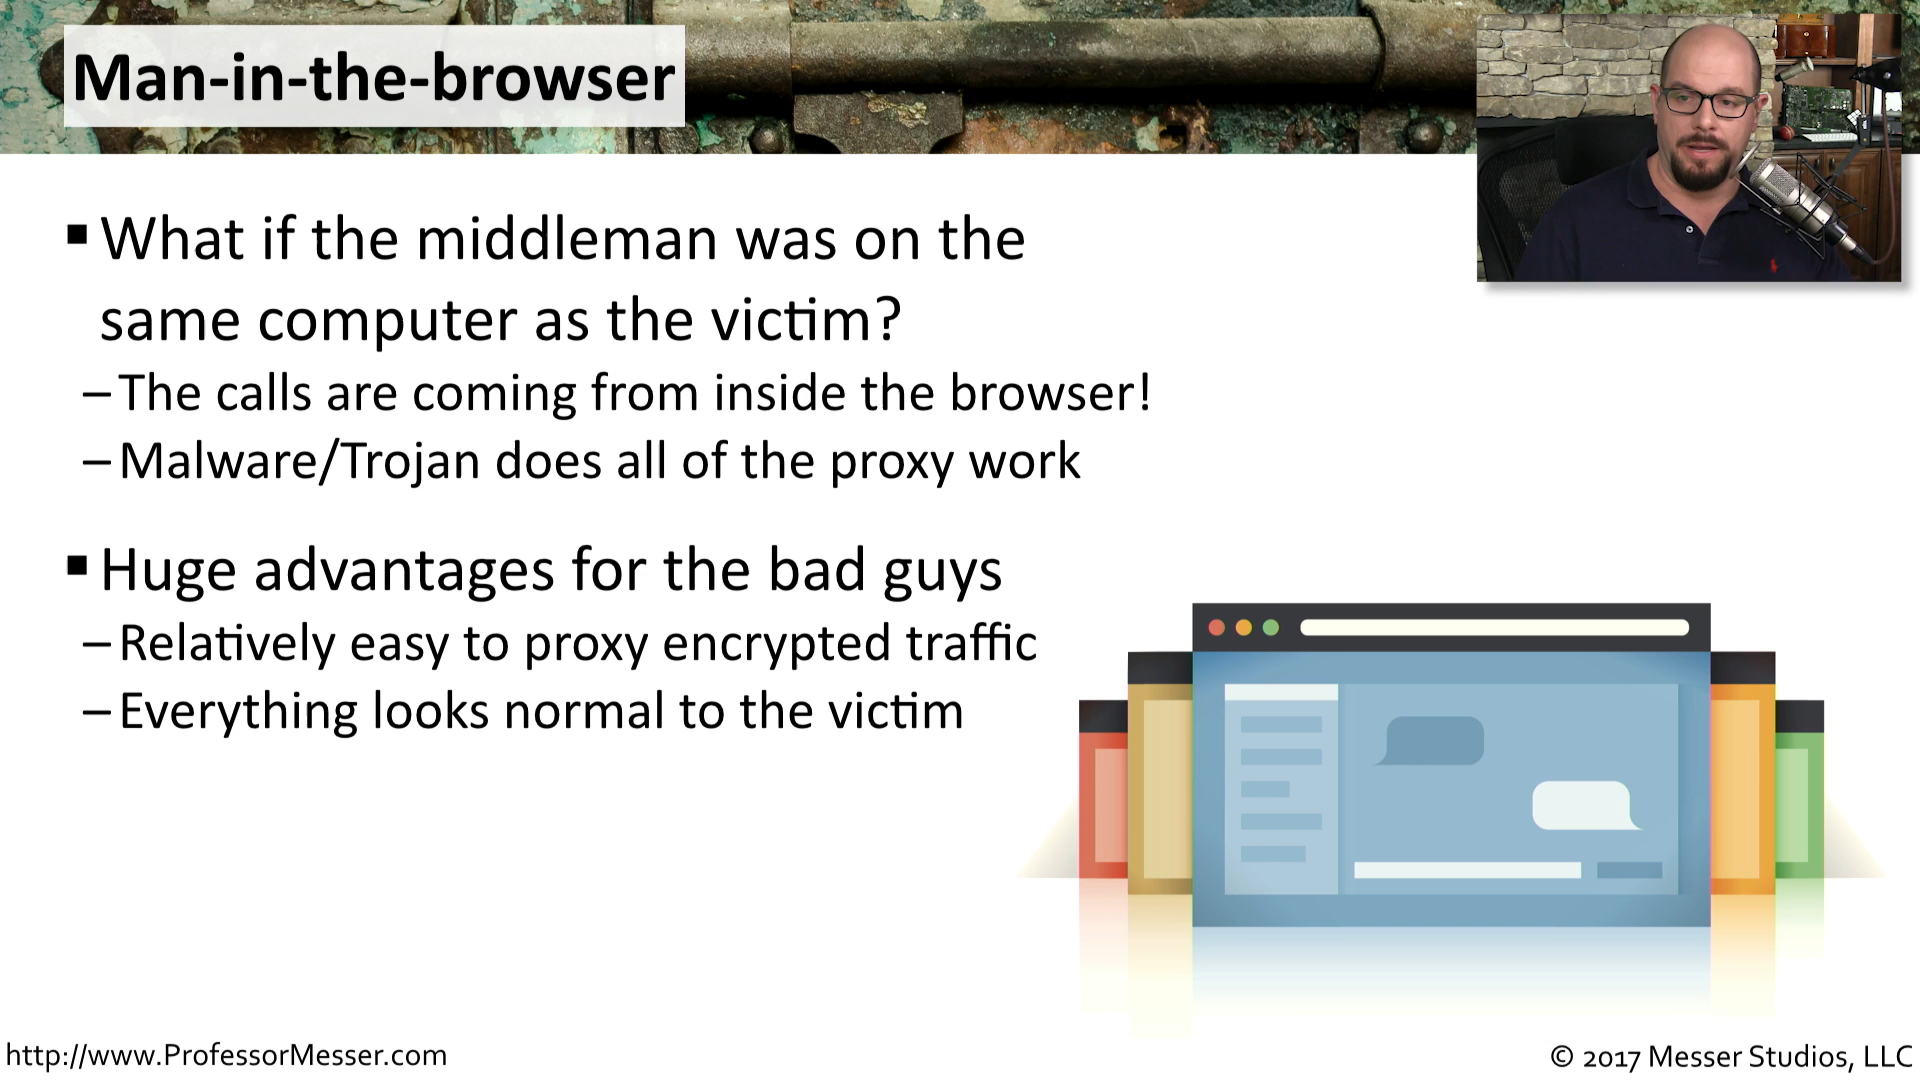 Man-in-the-browser
▪ What if the middleman was on the
same computer as the victim?
– The calls are coming from inside the browser!
– Malware/Trojan does all of the proxy work
▪ Huge advantages for the bad guys
– Relatively easy to proxy encrypted traffic
– Everything looks normal to the victim
http://www.ProfessorMesser.com
© 2017 Messer Studios, LLC